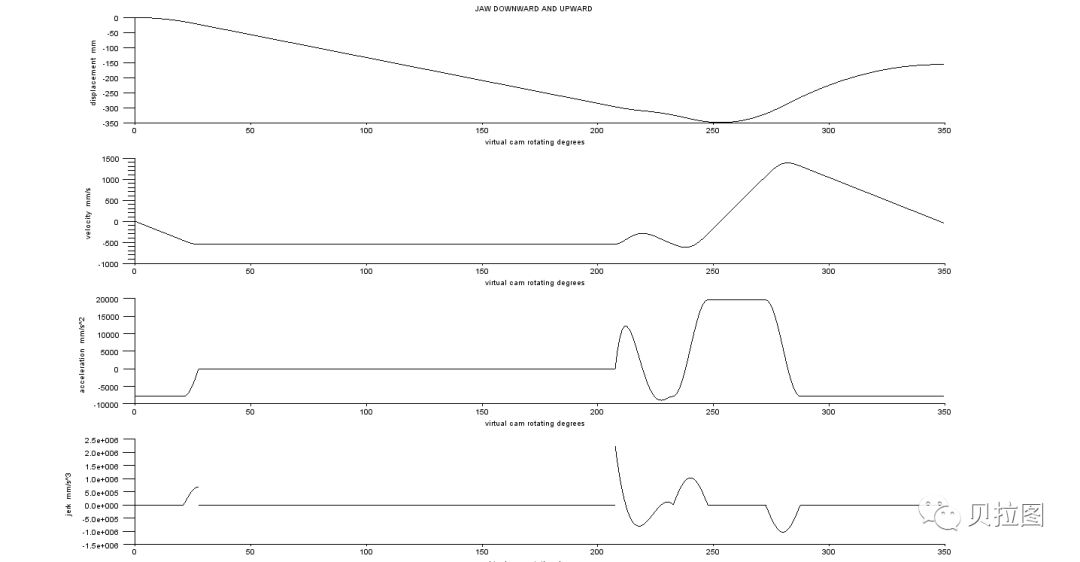 JAW DOWNWARD AND UPWARD
displacement mm
0
-50
-100
-150
-200
-250
-300
-350
0 50 100 150 200 250 300 350
virtual cam rotating degrees
velocity mm/s
1500
1000
500
0
-500
-1000
0 50 100 150 200 250 300 350
virtual cam rotating degrees
acceleration mm/s^2
20000
15000
10000
5000
0
-5000
-10000
0 50 100 150 200 250 300 350
virtual cam rotating degrees
jerk mm/s^3
2.5e+006
2.0e+006
1.5e+006
1.0e+006
5.0e+005
0.0e+000
-5.0e+005
-1.0e+006
-1.5e+006
0 50 100 150 200 250 300 350
贝拉图